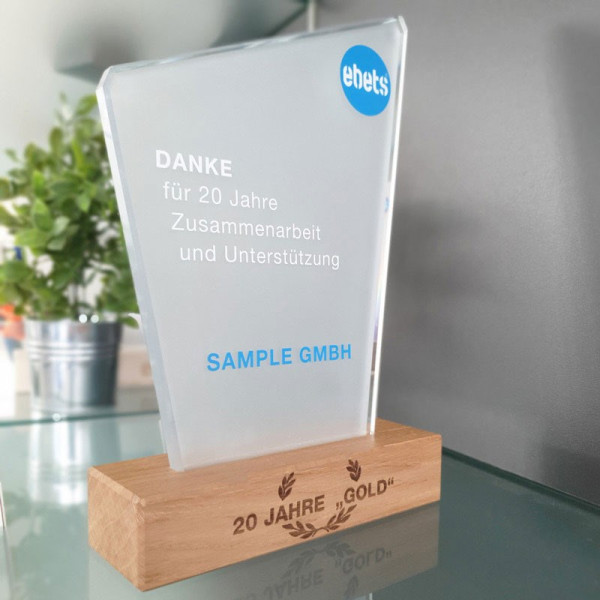 ebets
DANKE
für 20 Jahre
Zusammenarbeit
und Unterstützung
SAMPLE GMBH
20 JAHRE „GOLD“